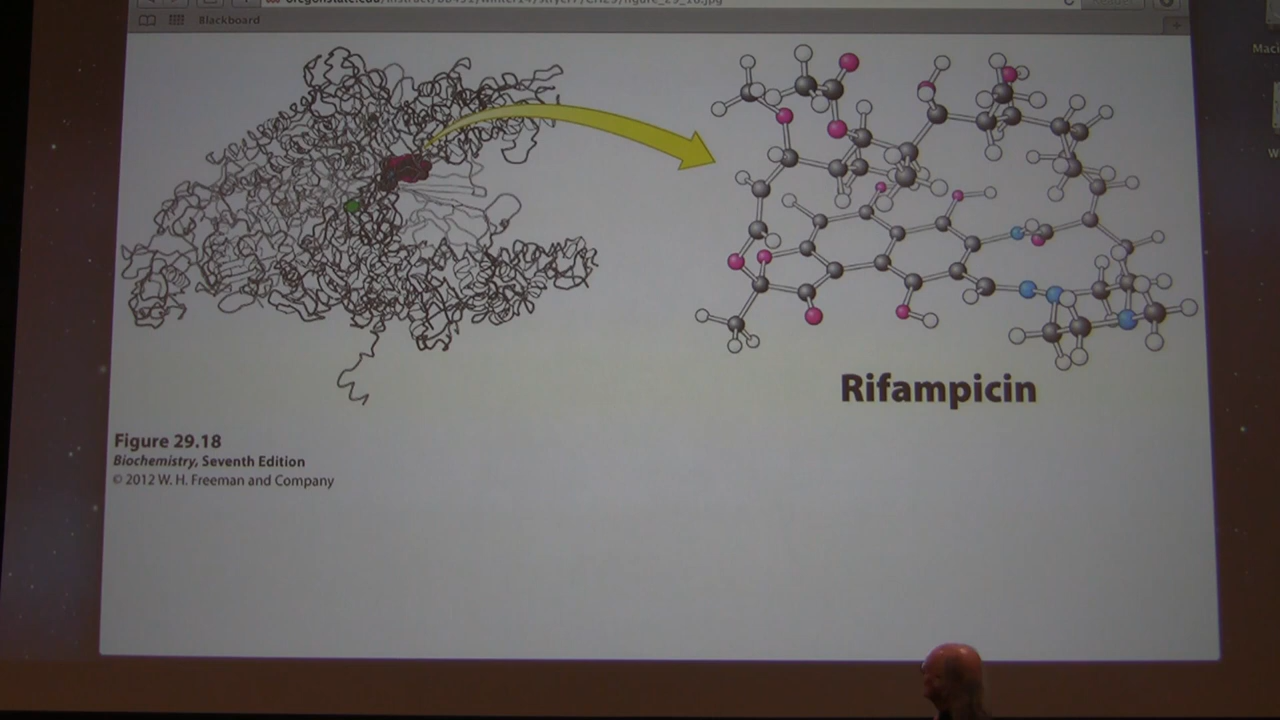 Blackboard
Rifampicin
Figure 29.18
Biochemistry, Seventh Edition
© 2012 W. H. Freeman and Company